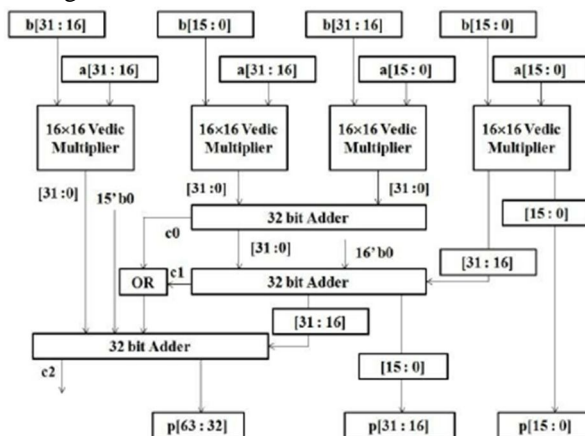 b[31 : 16]
b[15 : 0]
b[31 : 16]
b[15 : 0]
a[31 : 16]
a[31 : 16]
a[15 : 0]
a[15 : 0]
16×16 Vedic
Multiplier
16×16 Vedic
Multiplier
16×16 Vedic
Multiplier
16×16 Vedic
Multiplier
[31 :0]
15'b0
[31 :0]
[31 :0]
[15 : 0]
32 bit Adder
c0
[31 :0]
16'b0
[31 : 16]
OR
c1
32 bit Adder
[31 : 16]
32 bit Adder
c2
[15 : 0]
p[63 : 32]
p[31 : 16]
p[15 : 0]